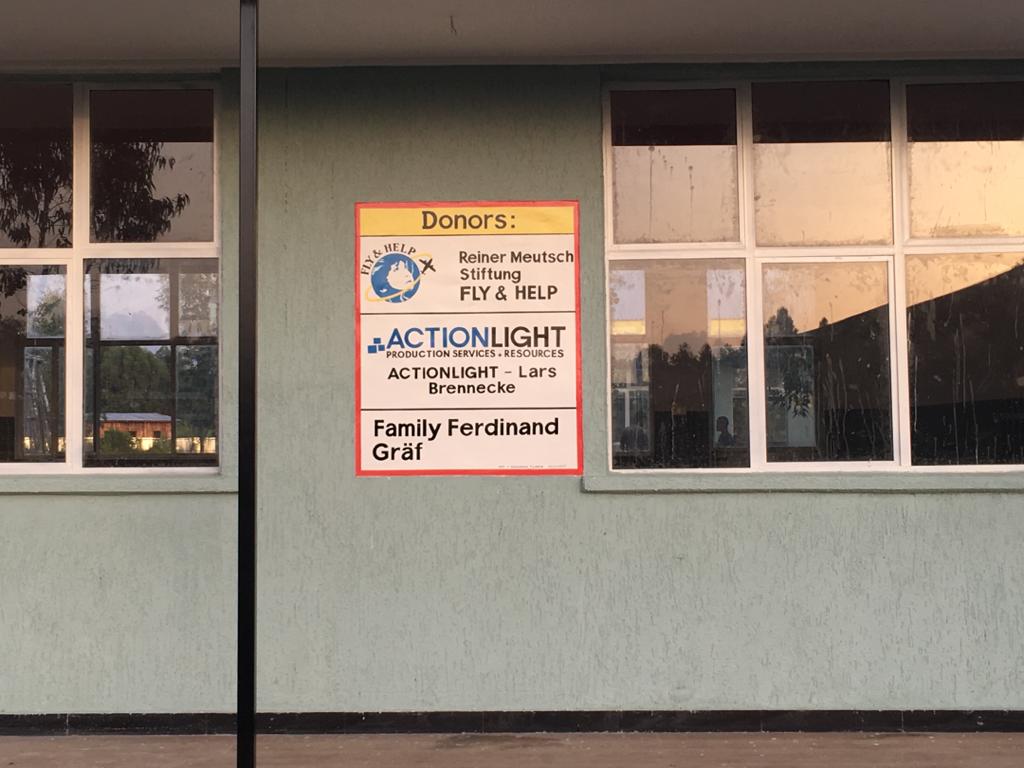 Donors:
FLY & HELP
Reiner Meutsch
Stiftung
FLY & HELP
ACTIONLIGHT
PRODUCTION SERVICES + RESOURCES
ACTIONLIGHT - Lars
Brennecke
Family Ferdinand
Gräf